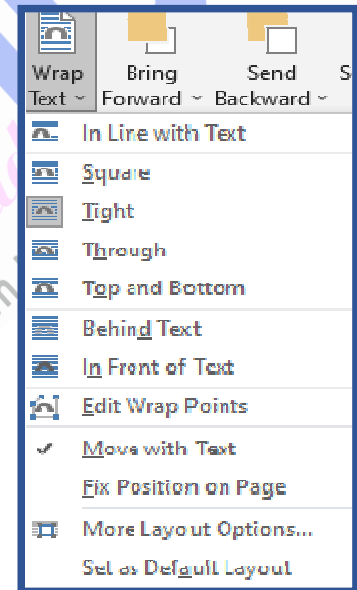 Wrap Bring Send S
Text Forward Backward
In Line with Text
Square
Tight
Through
Top and Bottom
Behind Text
In Front of Text
Edit Wrap Points
Move with Text
Fix Position on Page
More Layout Options...
Set as Default Layout